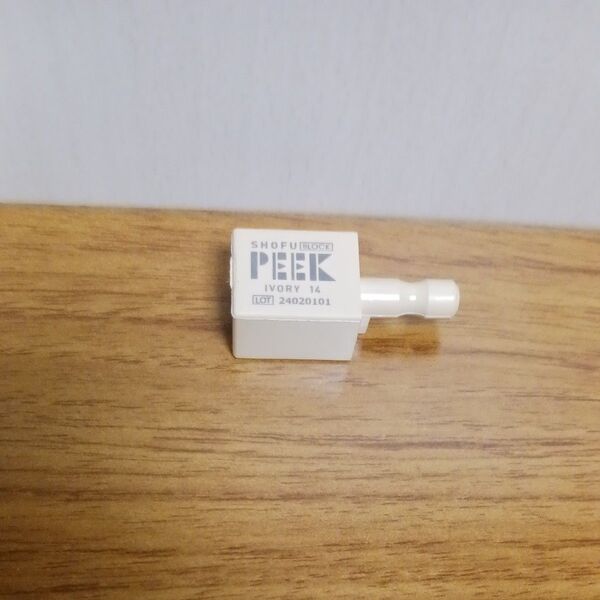 SHOFU BLOCK
PEEK
IVORY 14
LOT 24020101